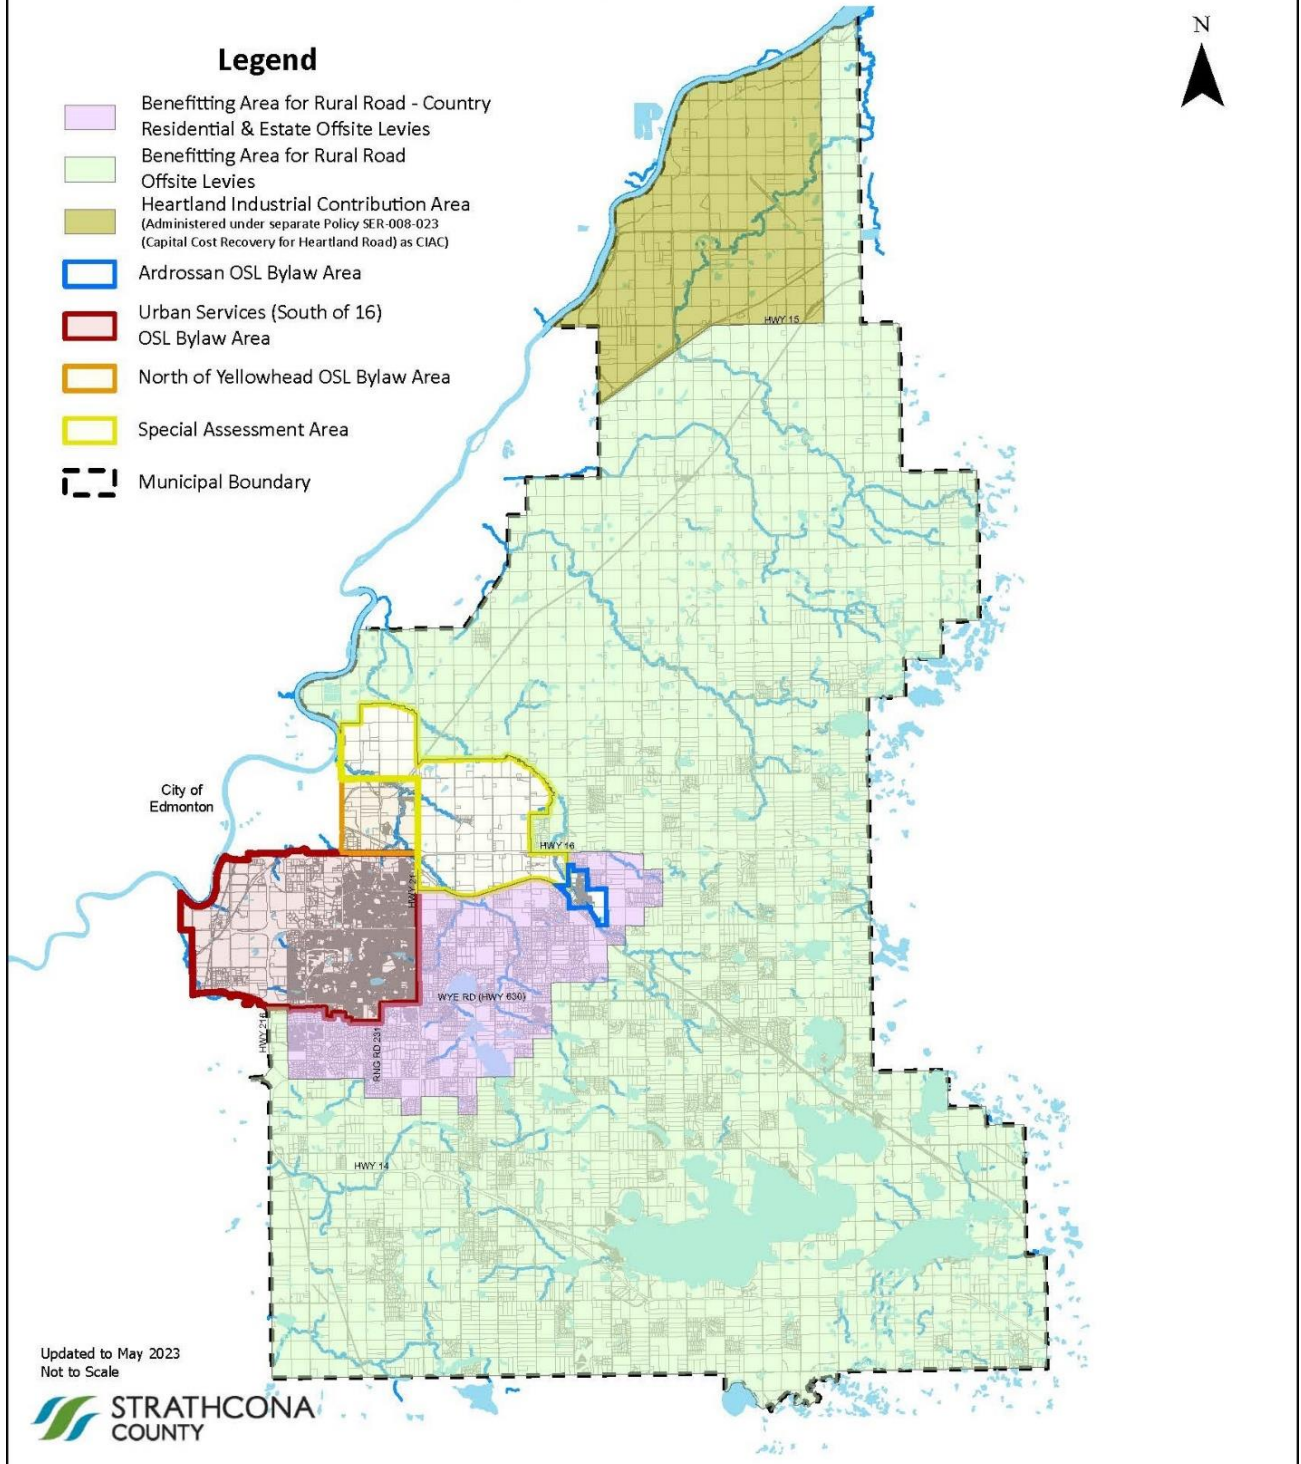 N
Legend
Benefitting Area for Rural Road - Country
Residential & Estate Offsite Levies
Benefitting Area for Rural Road
Offsite Levies
Heartland Industrial Contribution Area
(Administered under separate Policy SER-008-023
(Capital Cost Recovery for Heartland Road) as CIAC)
Ardrossan OSL Bylaw Area
Urban Services (South of 16)
OSL Bylaw Area
North of Yellowhead OSL Bylaw Area
Special Assessment Area
Municipal Boundary
HWY 15
City of
Edmonton
HWY 16
HWY 21
WYE RD (HWY 630)
HWY 216
RNG RD 231
HWY 14
Updated to May 2023
Not to Scale
STRATHCONA
COUNTY